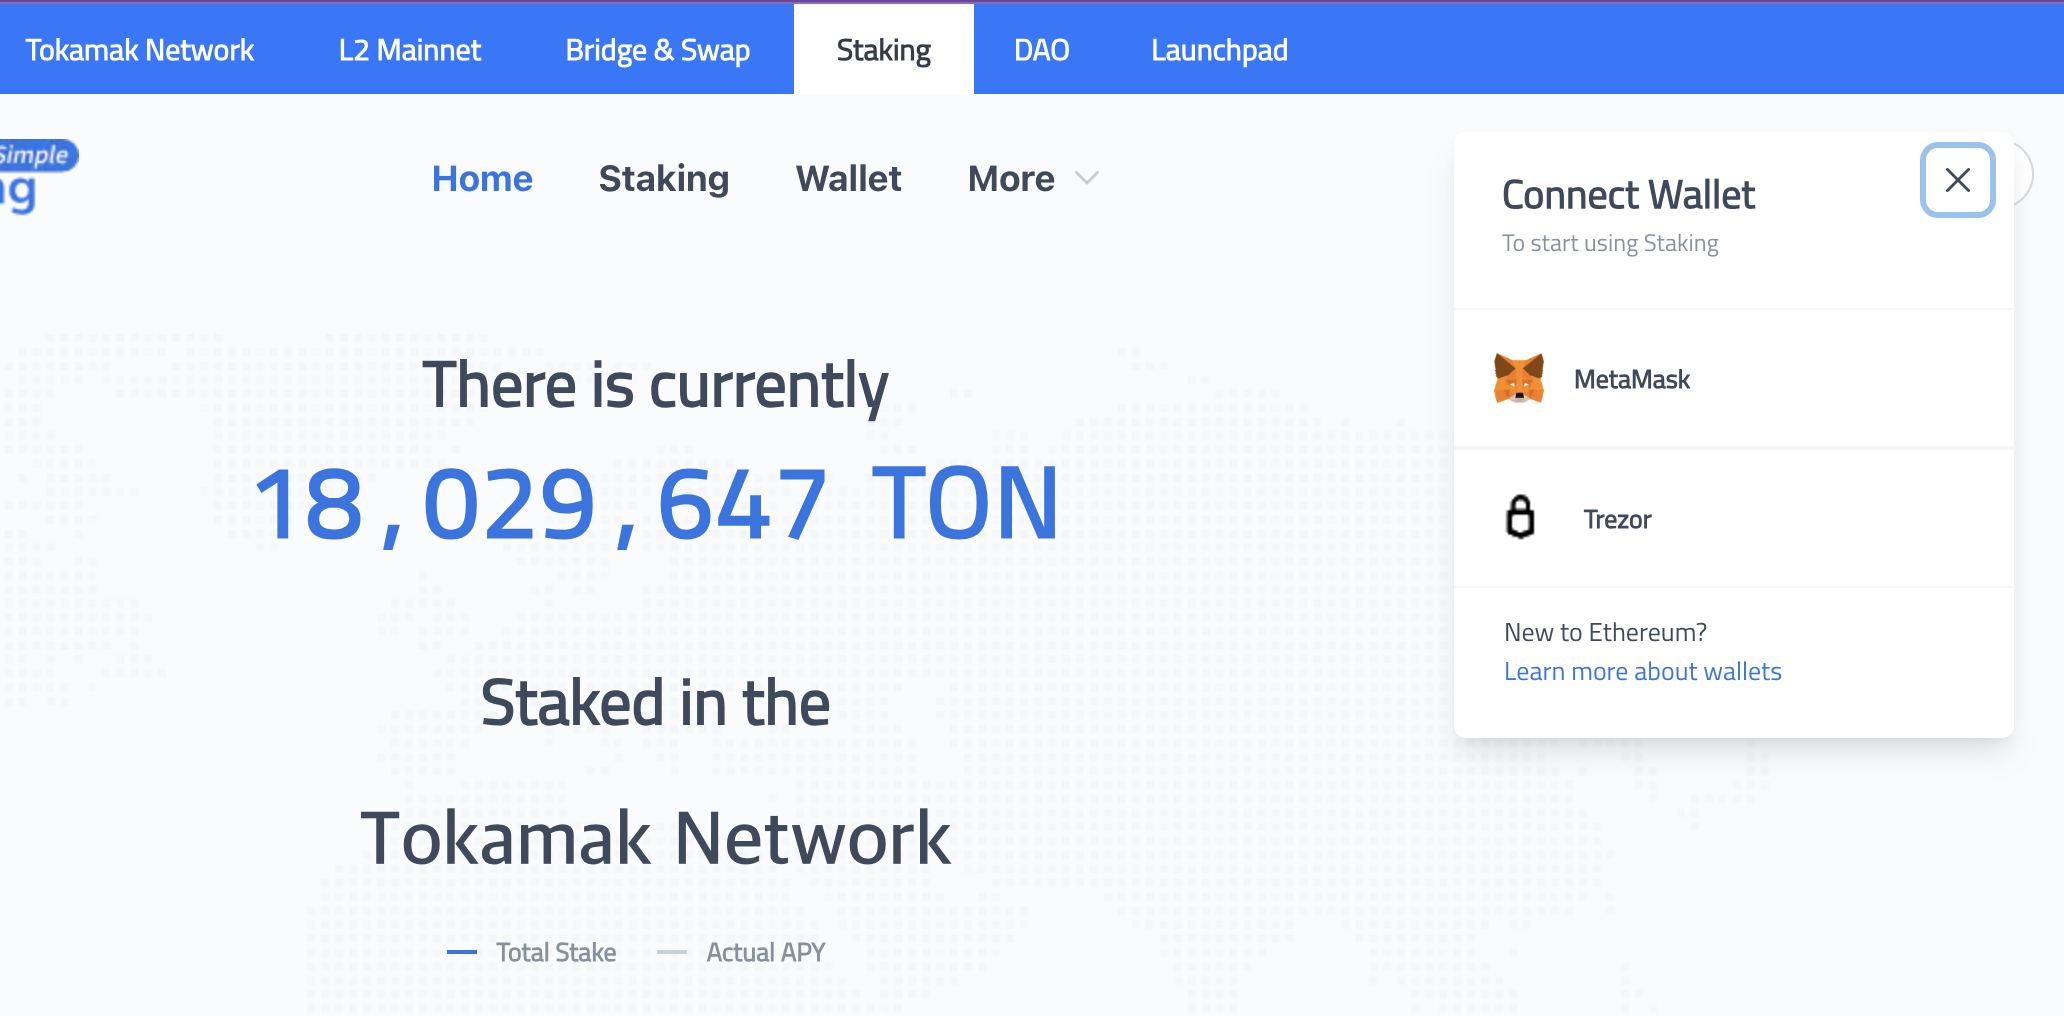 Tokamak Network L2 Mainnet Bridge & Swap Staking DAO Launchpad
Simple
ng
Home Staking Wallet More
Connect Wallet
To start using Staking
MetaMask
Trezor
New to Ethereum?
Learn more about wallets
There is currently
18,029,647 TON
Staked in the
Tokamak Network
Total Stake Actual APY